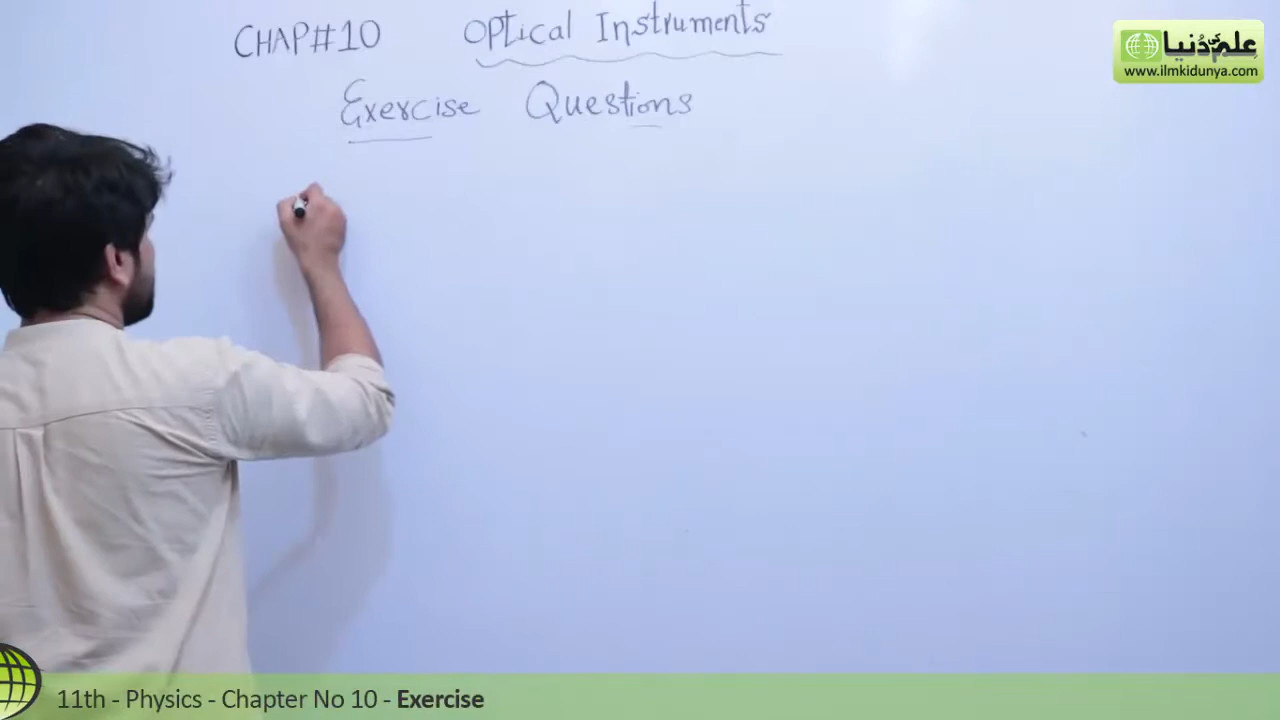 CHAP#10 Optical Instruments
Exercise Questions
علم کی دنیا
www.ilmkidunya.com
11th - Physics - Chapter No 10 - Exercise